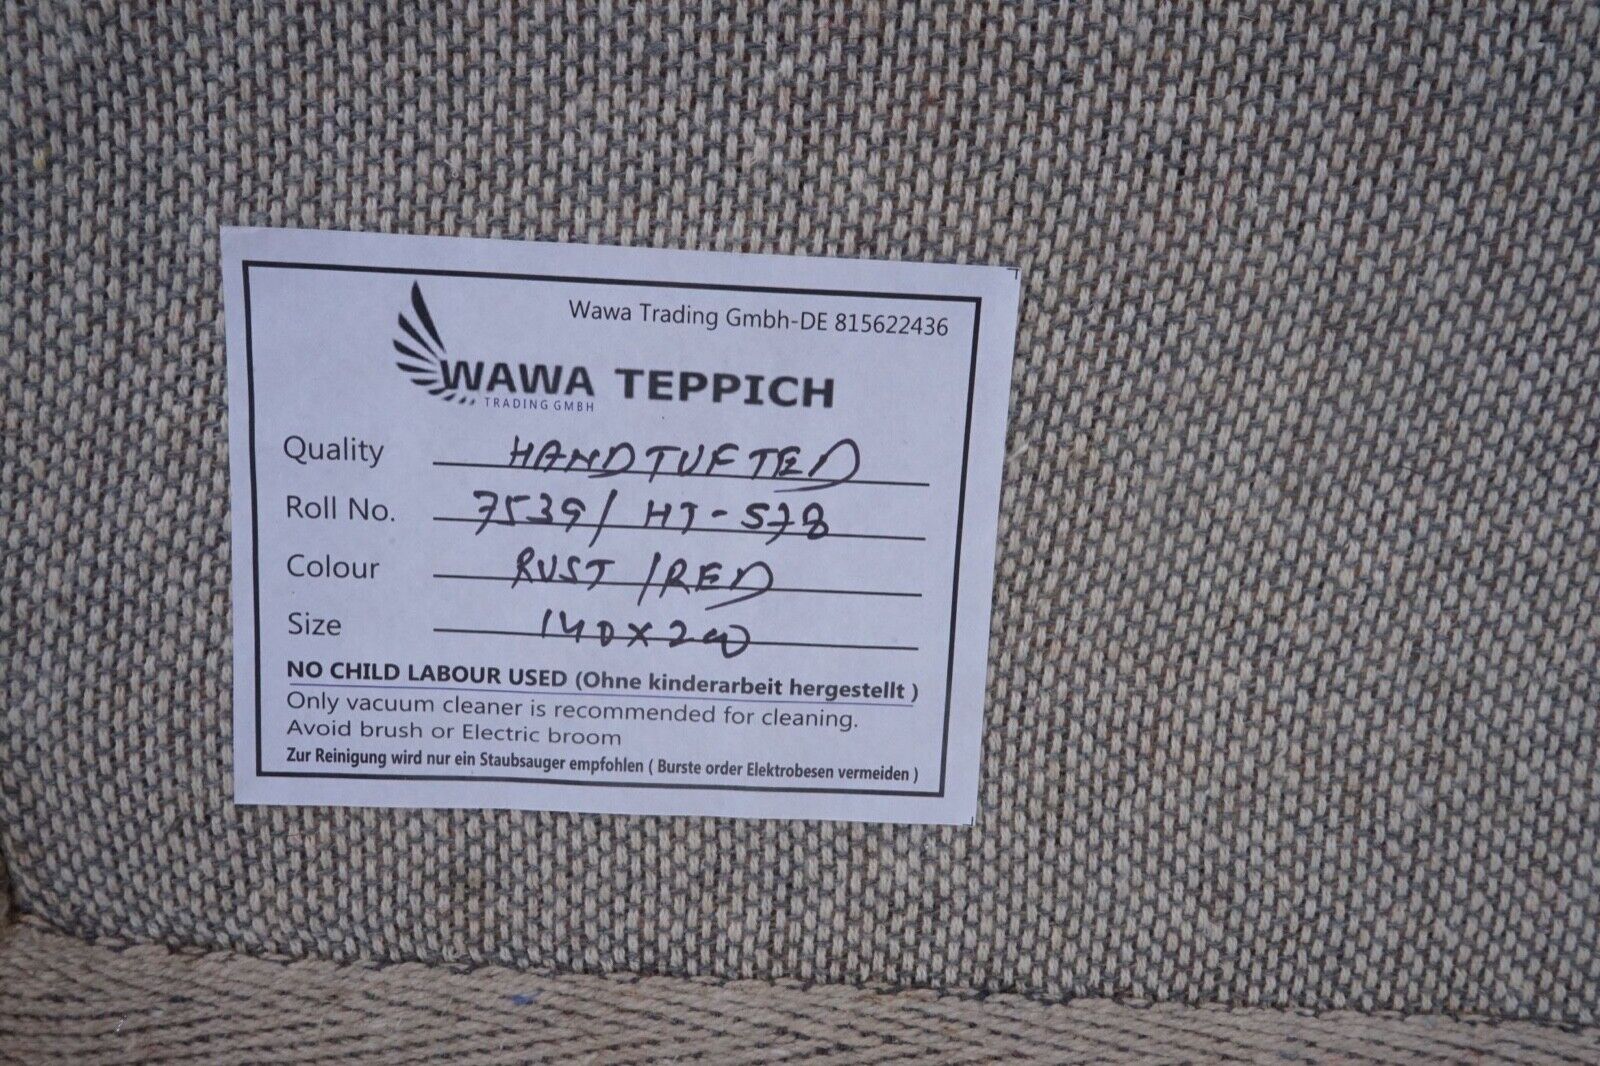 Wawa Trading Gmbh-DE 815622436
WAWA TEPPICH
TRADING GMBH
Quality HANDTUFTED
Roll No. 7539/ HT-578
Colour RUST/RED
Size 140x200
NO CHILD LABOUR USED (Ohne kinderarbeit hergestellt )
Only vacuum cleaner is recommended for cleaning.
Avoid brush or Electric broom
Zur Reinigung wird nur ein Staubsauger empfohlen ( Burste order Elektrobesen vermeiden )